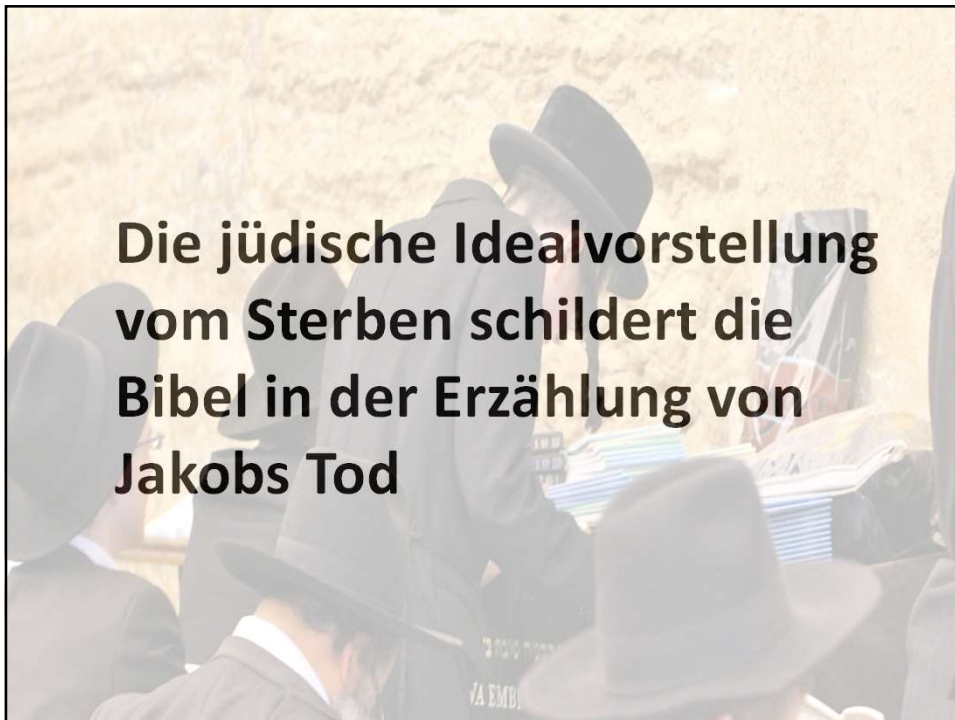 Die jüdische Idealvorstellung
vom Sterben schildert die
Bibel in der Erzählung von
Jakobs Tod